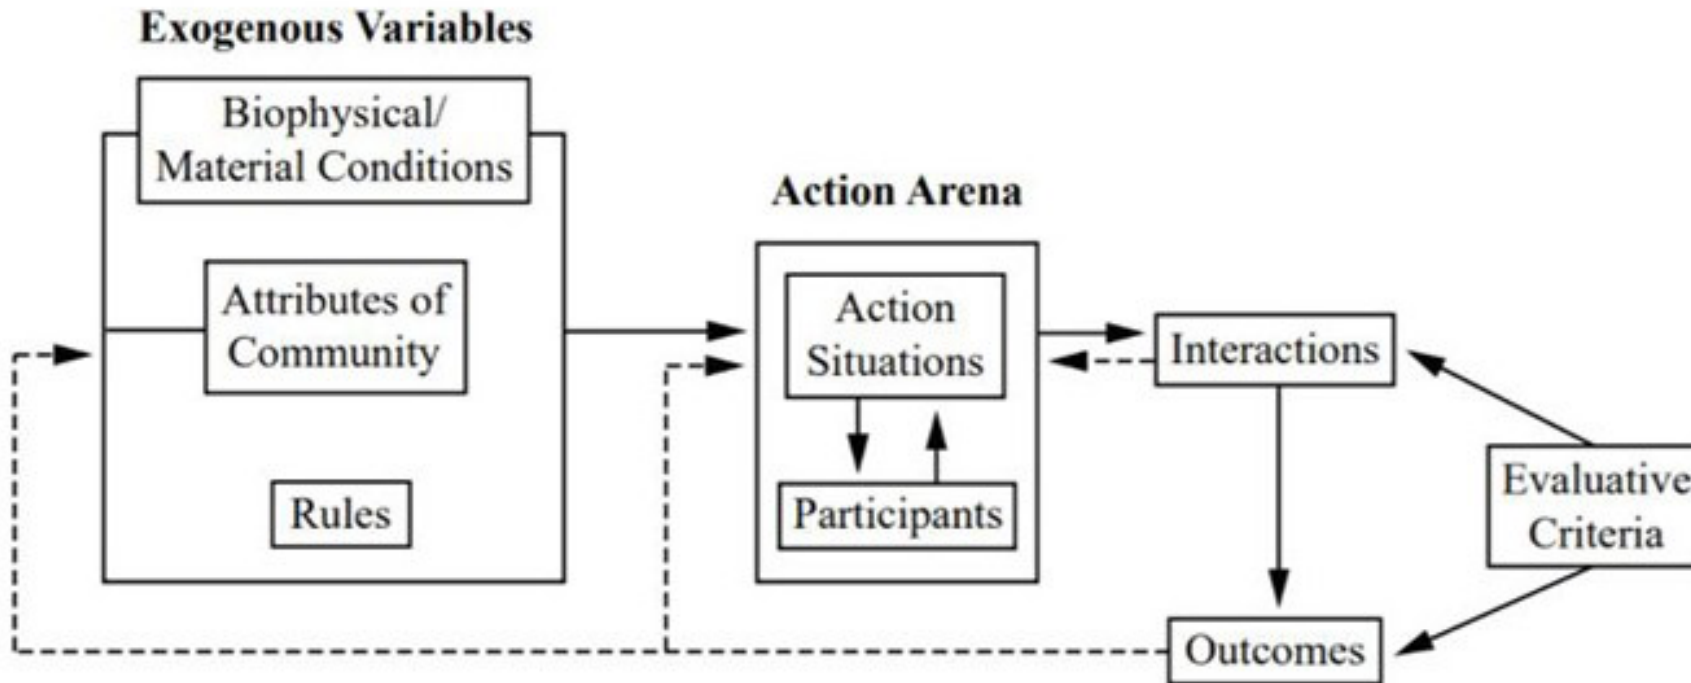 Exogenous Variables
Biophysical/
Material Conditions
Attributes of
Community
Rules
Action Arena
Action
Situations
Participants
Interactions
Outcomes
Evaluative
Criteria